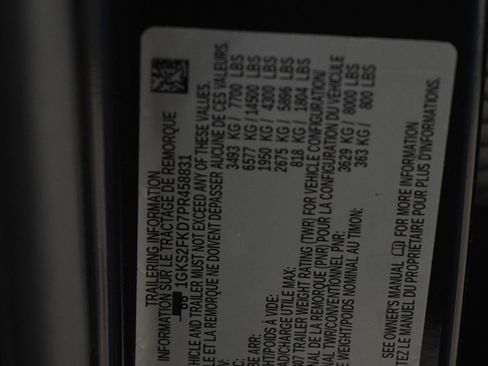 TRAILERING INFORMATION
INFORMATION SUR LE TRACTAGE DE REMORQUE
1GKS2FKD7PR458831
VEHICLE AND TRAILER MUST NOT EXCEED ANY OF THESE VALUES.
LE ET LA REMORQUE NE DOIVENT DEPASSER AUCUNE DE CES VALEURS.
3493 KG/ 7700 LBS
6577 KG/ 14500 LBS
1950 KG/ 4300 LBS
BE ARR: 2675 KG/ 5896 LBS
AD/CHARGE UTILE MAX: 818 KG/ 1804 LBS
07 TRAILER WEIGHT RATING (TWR) FOR VEHICLE CONFIGURATION
NAL DE LA REMORQUE (PNR) POUR LA CONFIGURATION DU VÉHICULE
NAL TWR/CONVENTIONNEL PNR: 3629 KG/ 8000 LBS
WEIGHT/POIDS NOMINAL AU TIMON: 363 KG/ 800 LBS
SEE OWNER'S MANUAL FOR MORE INFORMATION
TEZ LE MANUEL DU PROPRIETAIRE POUR PLUS D'INFORMATIONS.